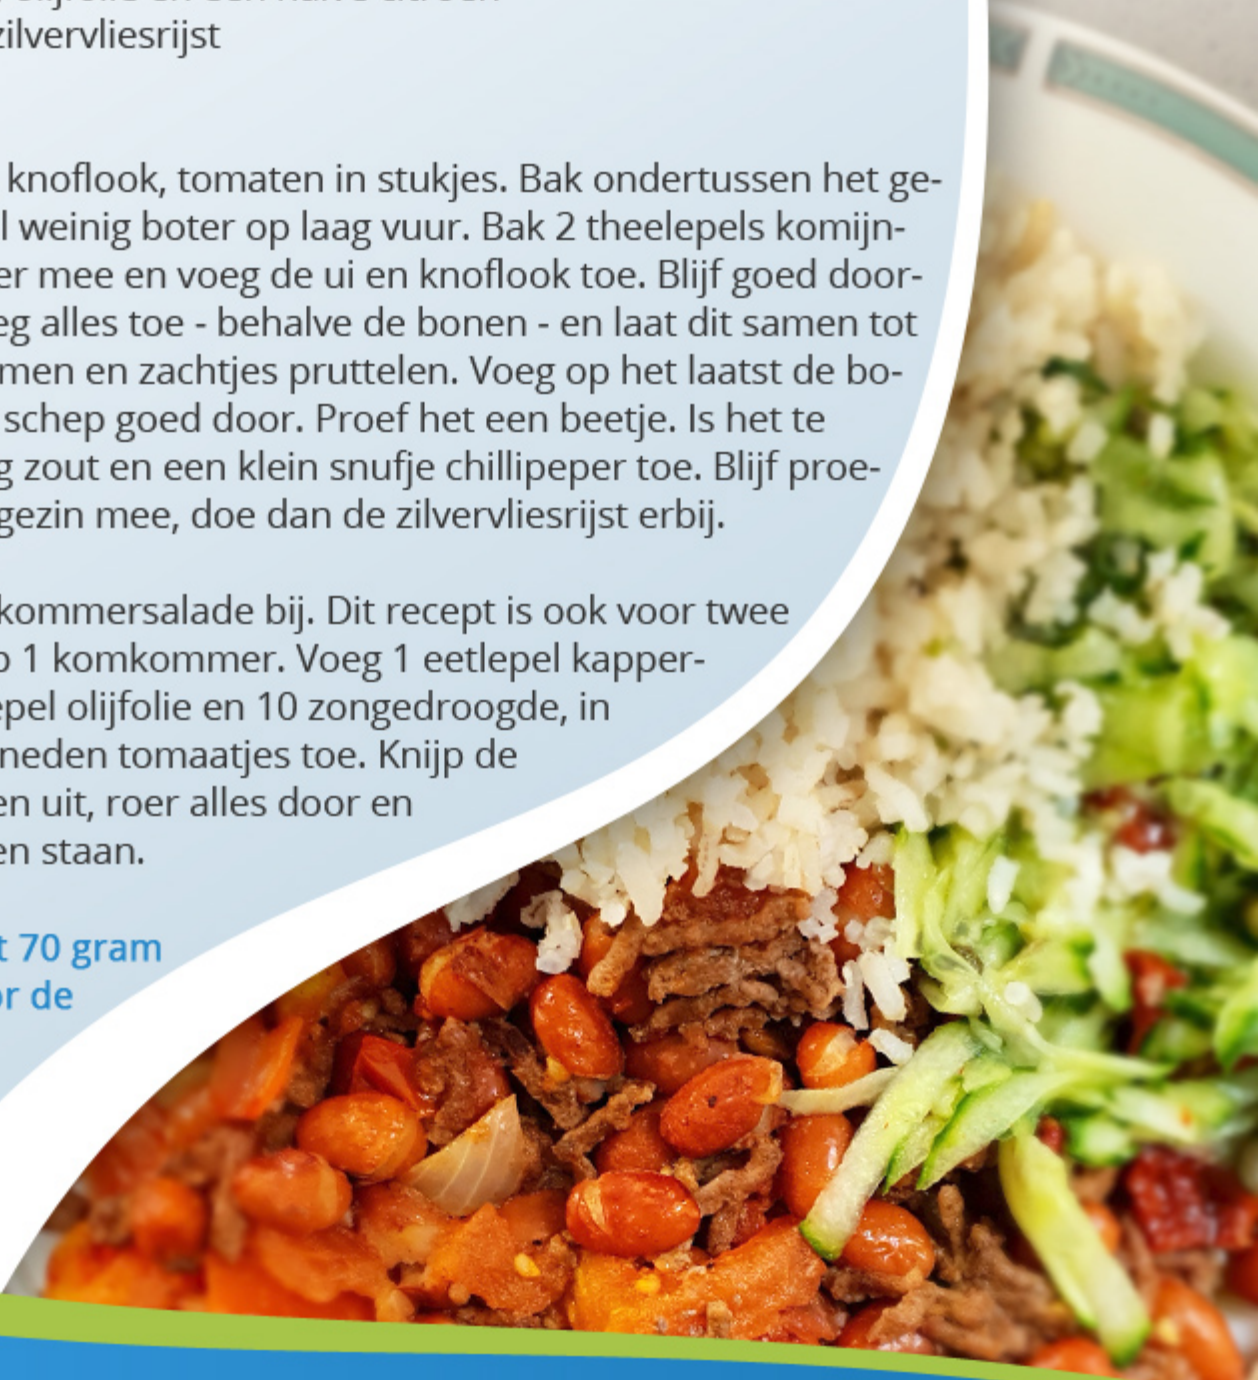 zilvervliesrijst
knoflook, tomaten in stukjes. Bak ondertussen het ge-
weinig boter op laag vuur. Bak 2 theelepels komijn-
er mee en voeg de ui en knoflook toe. Blijf goed door-
eg alles toe - behalve de bonen - en laat dit samen tot
men en zachtjes pruttelen. Voeg op het laatst de bo-
schep goed door. Proef het een beetje. Is het te
g zout en een klein snufje chillipeper toe. Blijf proe-
gezin mee, doe dan de zilvervliesrijst erbij.
kommersalade bij. Dit recept is ook voor twee
1 komkommer. Voeg 1 eetlepel kapper-
epel olijfolie en 10 zongedroogde, in
neden tomaatjes toe. Knijp de
en uit, roer alles door en
en staan.
t 70 gram
or de